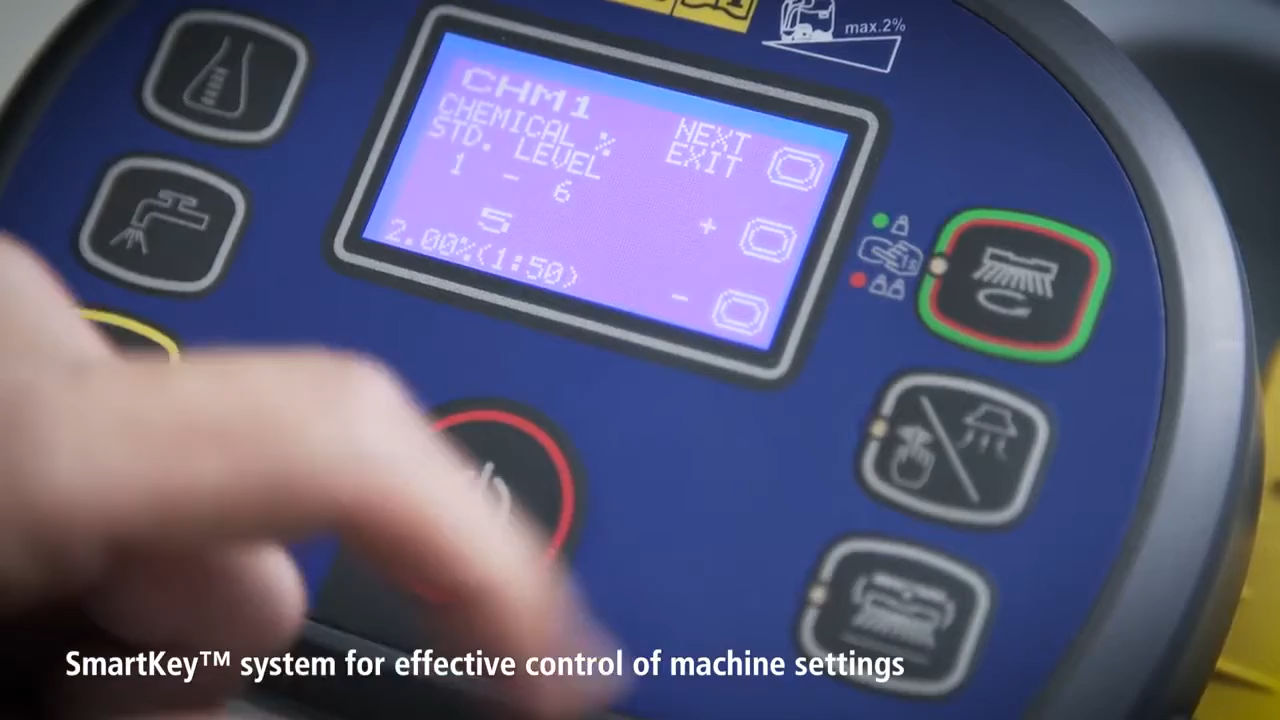 max.2%
CHM1
CHEMICAL %
STD. LEVEL
1 - 6
5
2.00%(1:50)
NEXT
EXIT
+
-
1s
SmartKey™ system for effective control of machine settings